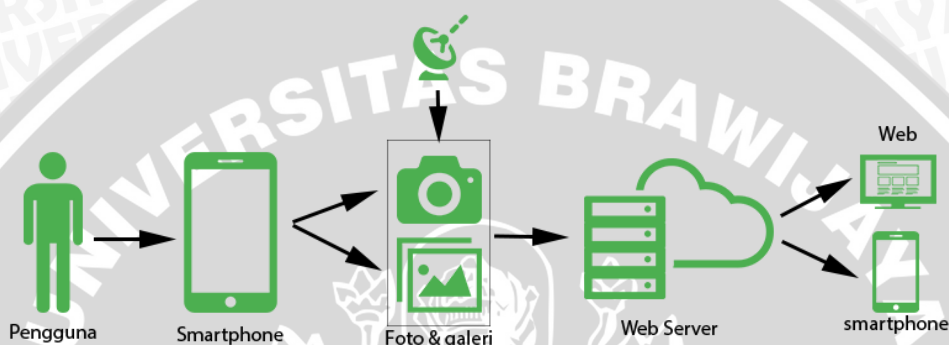 UNIVERSITAS BRAWIJAYA
Web
Pengguna
Smartphone
Foto & galeri
Web Server
smartphone